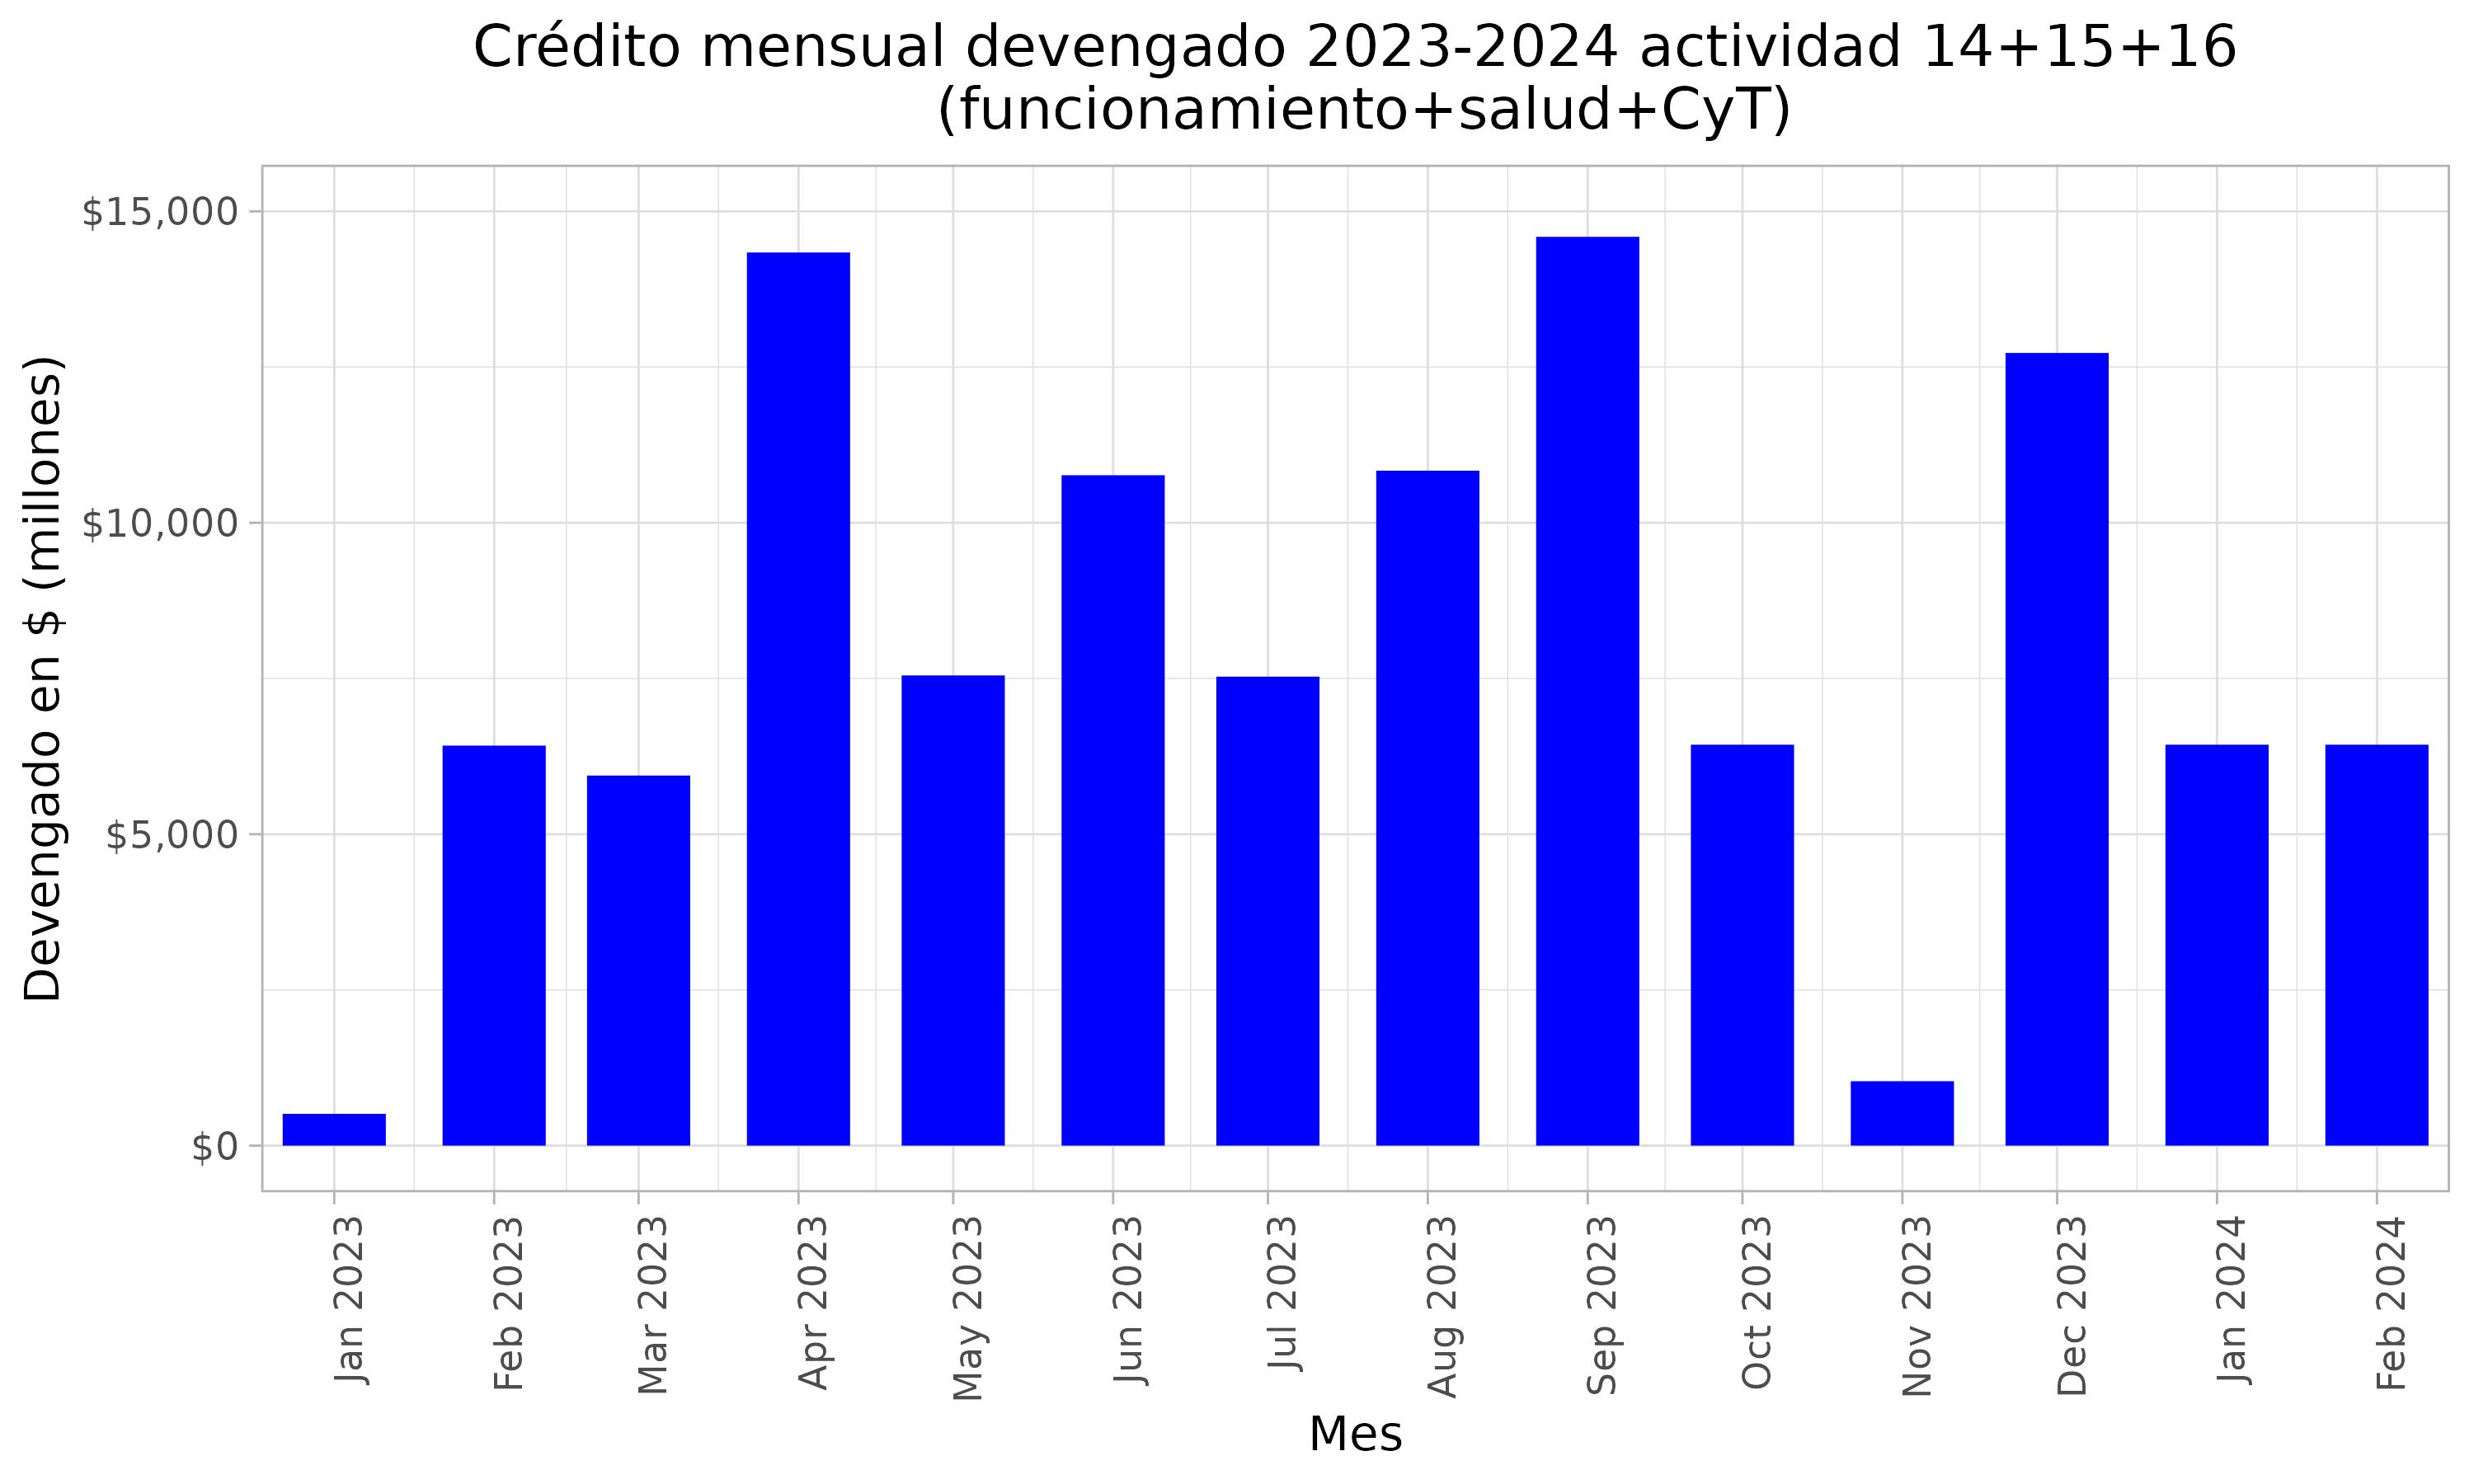 Crédito mensual devengado 2023-2024 actividad 14+15+16
(funcionamiento+salud+CyT)
Devengado en $ (millones)
$15,000
$10,000
$5,000
$0
Jan 2023
Feb 2023
Mar 2023
Apr 2023
May 2023
Jun 2023
Jul 2023
Aug 2023
Sep 2023
Oct 2023
Nov 2023
Dec 2023
Jan 2024
Feb 2024
Mes